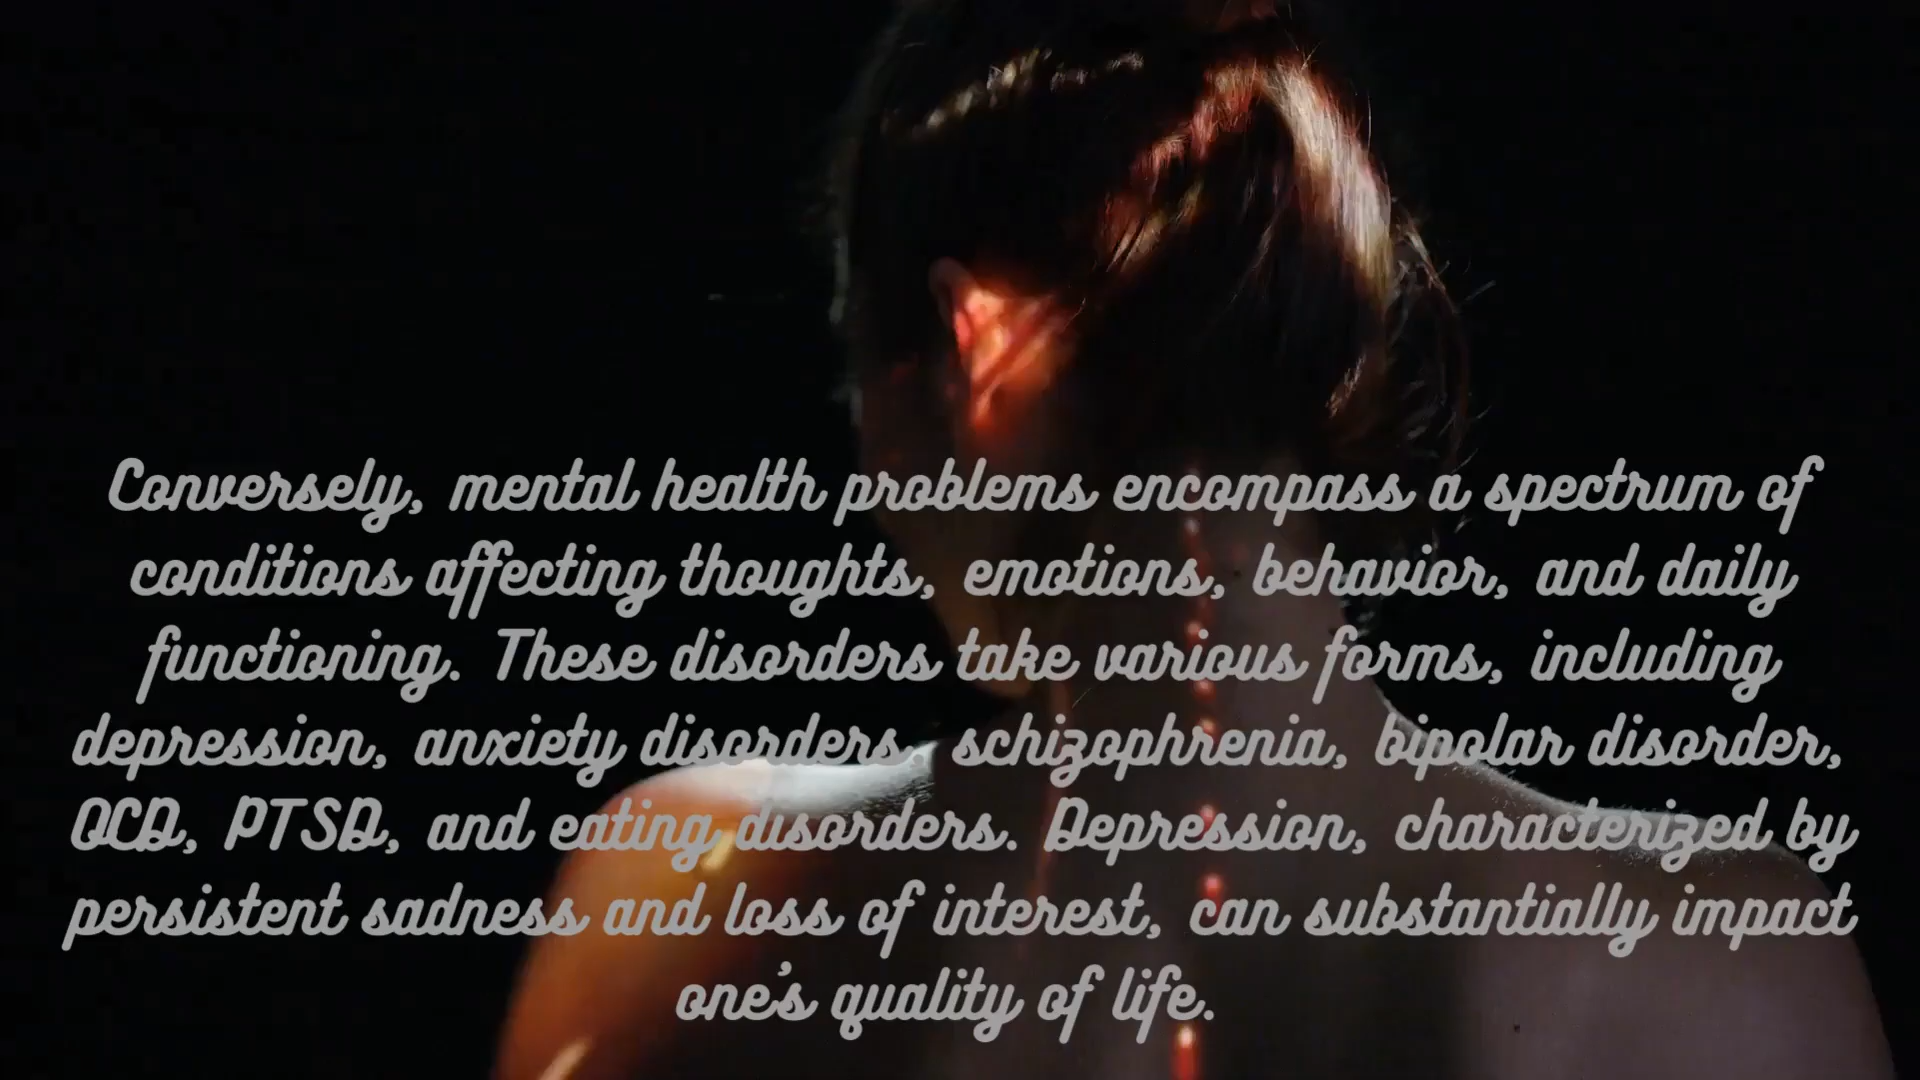 Conversely, mental health problems encompass a spectrum of
conditions affecting thoughts, emotions, behavior, and daily
functioning. These disorders take various forms, including
depression, anxiety disorders, schizophrenia, bipolar disorder,
OCD, PTSD, and eating disorders. Depression, characterized by
persistent sadness and loss of interest, can substantially impact
one's quality of life.